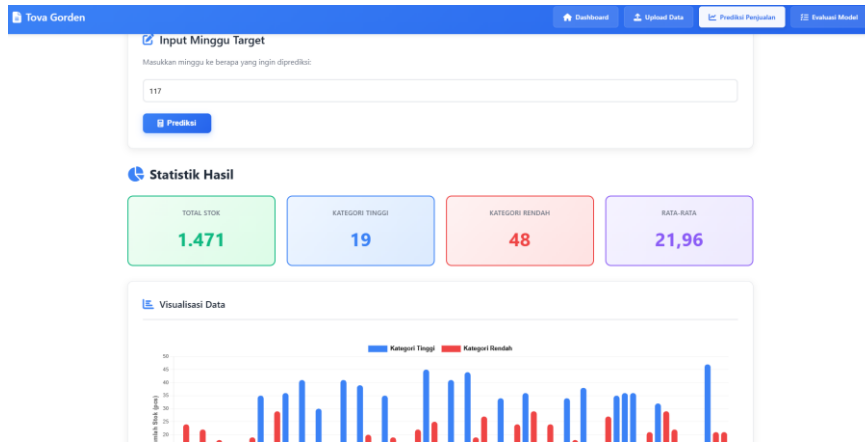 Tova Gorden
Dashboard
Upload Data
Prediksi Penjualan
Evaluasi Model
Input Minggu Target
Masukkan minggu ke berapa yang ingin diprediksi:
117
Prediksi
Statistik Hasil
TOTAL STOK
1.471
KATEGORI TINGGI
19
KATEGORI RENDAH
48
RATA-RATA
21,96
Visualisasi Data
Kategori Tinggi
Kategori Rendah
50
45
40
35
30
25
20
Stok (pcs)